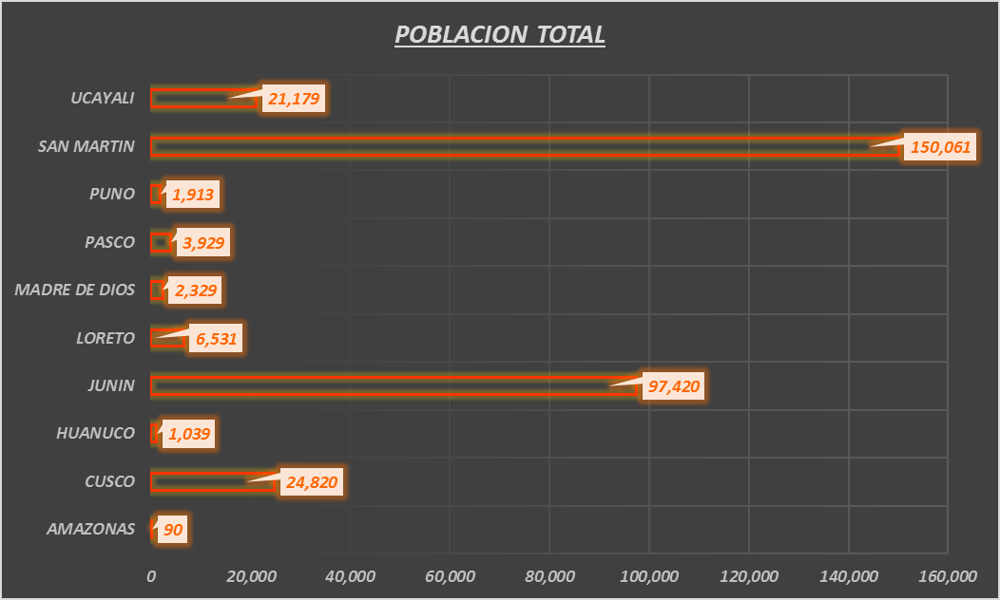 POBLACION TOTAL
UCAYALI 21,179
SAN MARTIN 150,061
PUNO 1,913
PASCO 3,929
MADRE DE DIOS 2,329
LORETO 6,531
JUNIN 97,420
HUANUCO 1,039
CUSCO 24,820
AMAZONAS 90
0 20,000 40,000 60,000 80,000 100,000 120,000 140,000 160,000